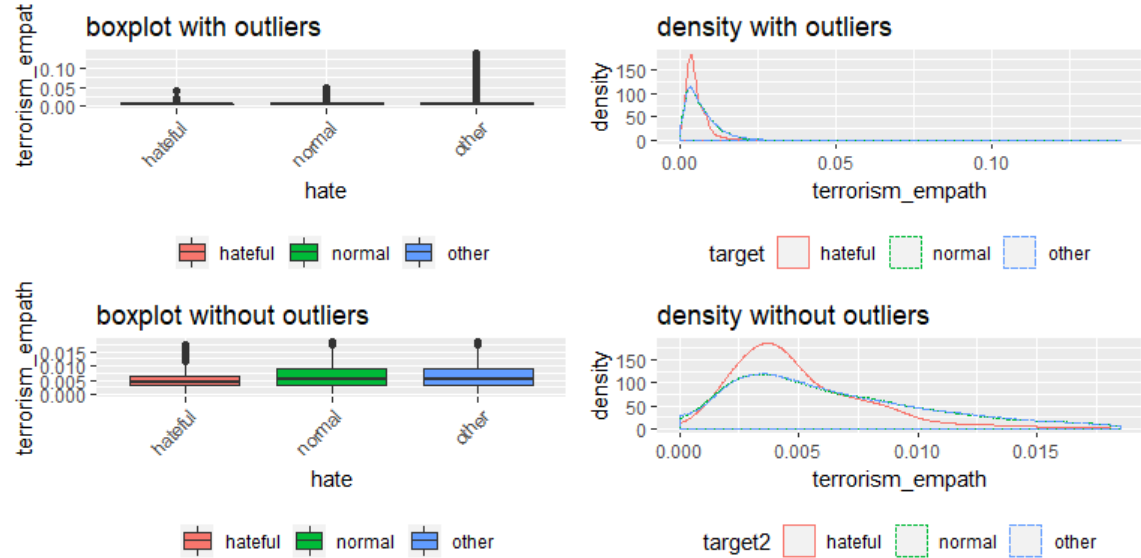 boxplot with outliers
terrorism_empat
0.10
0.05
0.00
hateful
normal
other
hate
hateful normal other
density with outliers
density
150
100
50
0
0.00 0.05 0.10
terrorism_empath
target hateful normal other
boxplot without outliers
terrorism_empath
0.015
0.010
0.005
0.000
hateful
normal
other
hate
hateful normal other
density without outliers
density
150
100
50
0
0.000 0.005 0.010 0.015
terrorism_empath
target2 hateful normal other